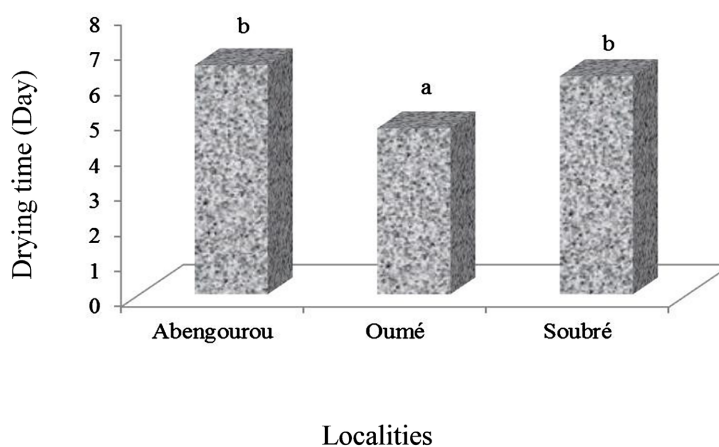 Drying time (Day)
8
7
6
5
4
3
2
1
0
b
a
b
Abengourou
Oumé
Soubré
Localities